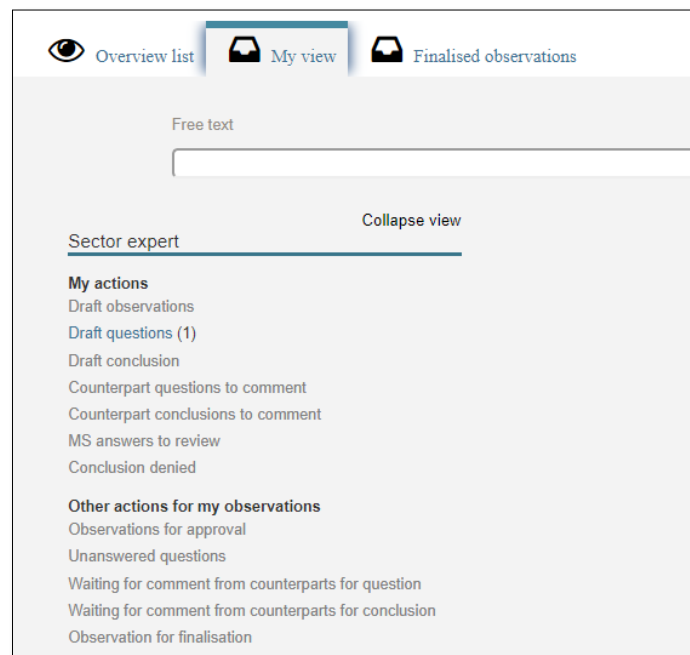 Overview list My view Finalised observations
Free text
Collapse view
Sector expert
My actions
Draft observations
Draft questions (1)
Draft conclusion
Counterpart questions to comment
Counterpart conclusions to comment
MS answers to review
Conclusion denied
Other actions for my observations
Observations for approval
Unanswered questions
Waiting for comment from counterparts for question
Waiting for comment from counterparts for conclusion
Observation for finalisation